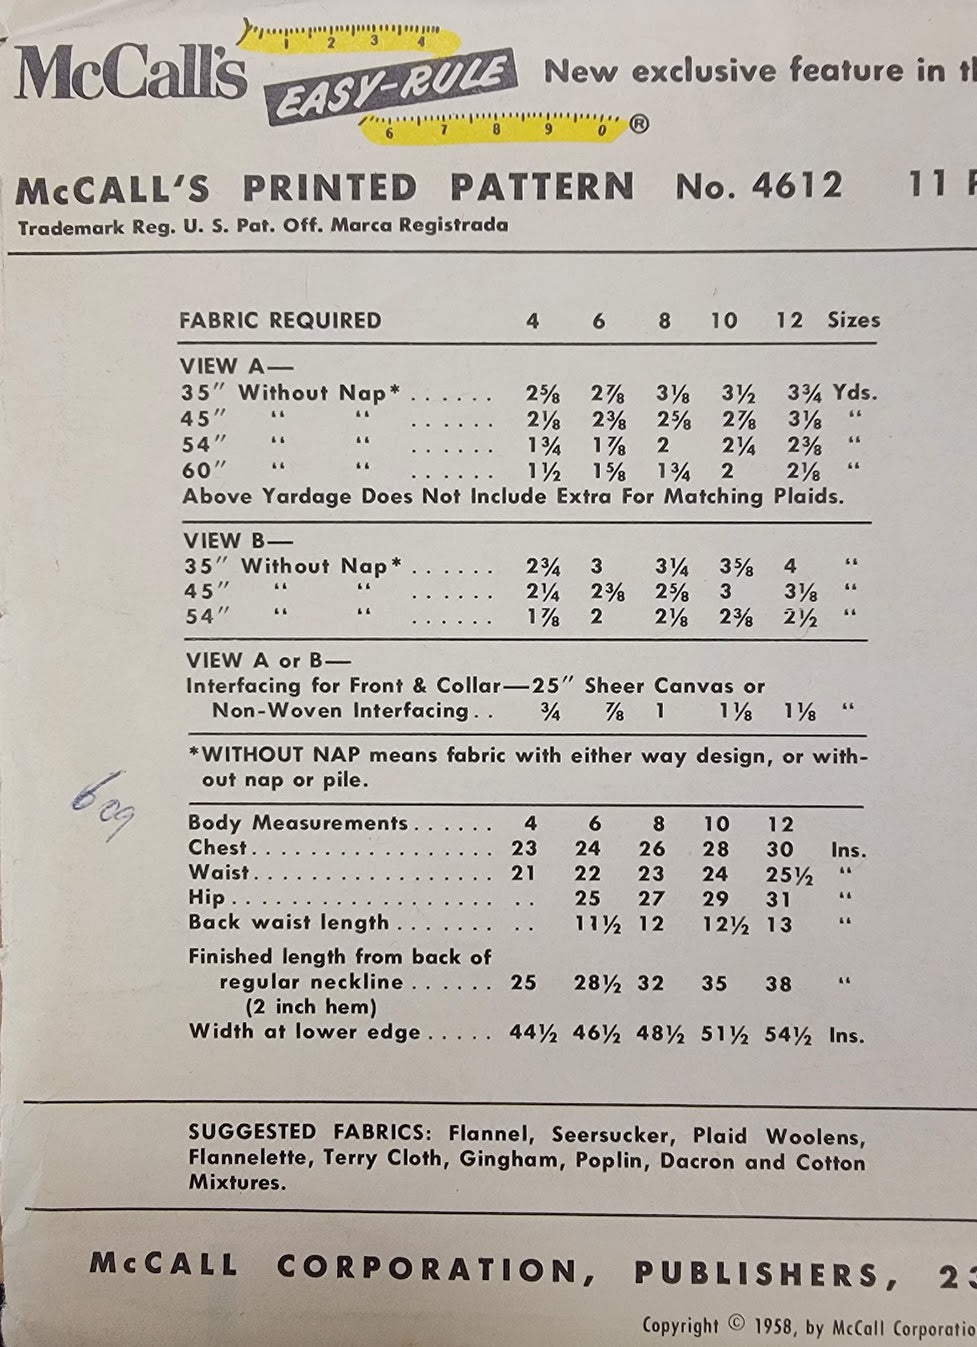 1 2 3 4
McCall's EASY-RULE New exclusive feature in
6 7 8 9 0 ®
McCALL'S PRINTED PATTERN No. 4612 11
Trademark Reg. U. S. Pat. Off. Marca Registrada
FABRIC REQUIRED 4 6 8 10 12 Sizes
VIEW A—
35″ Without Nap* . . . . . . 2⅝ 2⅞ 3⅛ 3½ 3¾ Yds.
45″ “ “ . . . . . . 2⅛ 2⅜ 2⅝ 2⅞ 3⅛ “
54″ “ “ . . . . . . 1¾ 1⅞ 2 2¼ 2⅜ “
60″ “ “ . . . . . . 1½ 1⅝ 1¾ 2 2⅛ “
Above Yardage Does Not Include Extra For Matching Plaids.
VIEW B—
35″ Without Nap* . . . . . . 2¾ 3 3¼ 3⅝ 4 “
45″ “ “ . . . . . . 2¼ 2⅜ 2⅝ 3 3⅛ “
54″ “ “ . . . . . . 1⅞ 2 2⅛ 2⅜ 2½ “
VIEW A or B—
Interfacing for Front & Collar—25″ Sheer Canvas or
Non-Woven Interfacing . . ¾ ⅞ 1 1⅛ 1⅛ “
*WITHOUT NAP means fabric with either way design, or with-
out nap or pile.
Body Measurements . . . . . . 4 6 8 10 12
Chest . . . . . . . . . . . . . . . . . . 23 24 26 28 30 Ins.
Waist . . . . . . . . . . . . . . . . . . 21 22 23 24 25½ “
Hip . . . . . . . . . . . . . . . . . . . . . 25 27 29 31 “
Back waist length . . . . . . . . . 11½ 12 12½ 13 “
Finished length from back of
regular neckline . . . . . . 25 28½ 32 35 38 “
(2 inch hem)
Width at lower edge . . . . . 44½ 46½ 48½ 51½ 54½ Ins.
SUGGESTED FABRICS: Flannel, Seersucker, Plaid Woolens,
Flannelette, Terry Cloth, Gingham, Poplin, Dacron and Cotton
Mixtures.
McCALL CORPORATION, PUBLISHERS, 2
Copyright © 1958, by McCall Corporatio